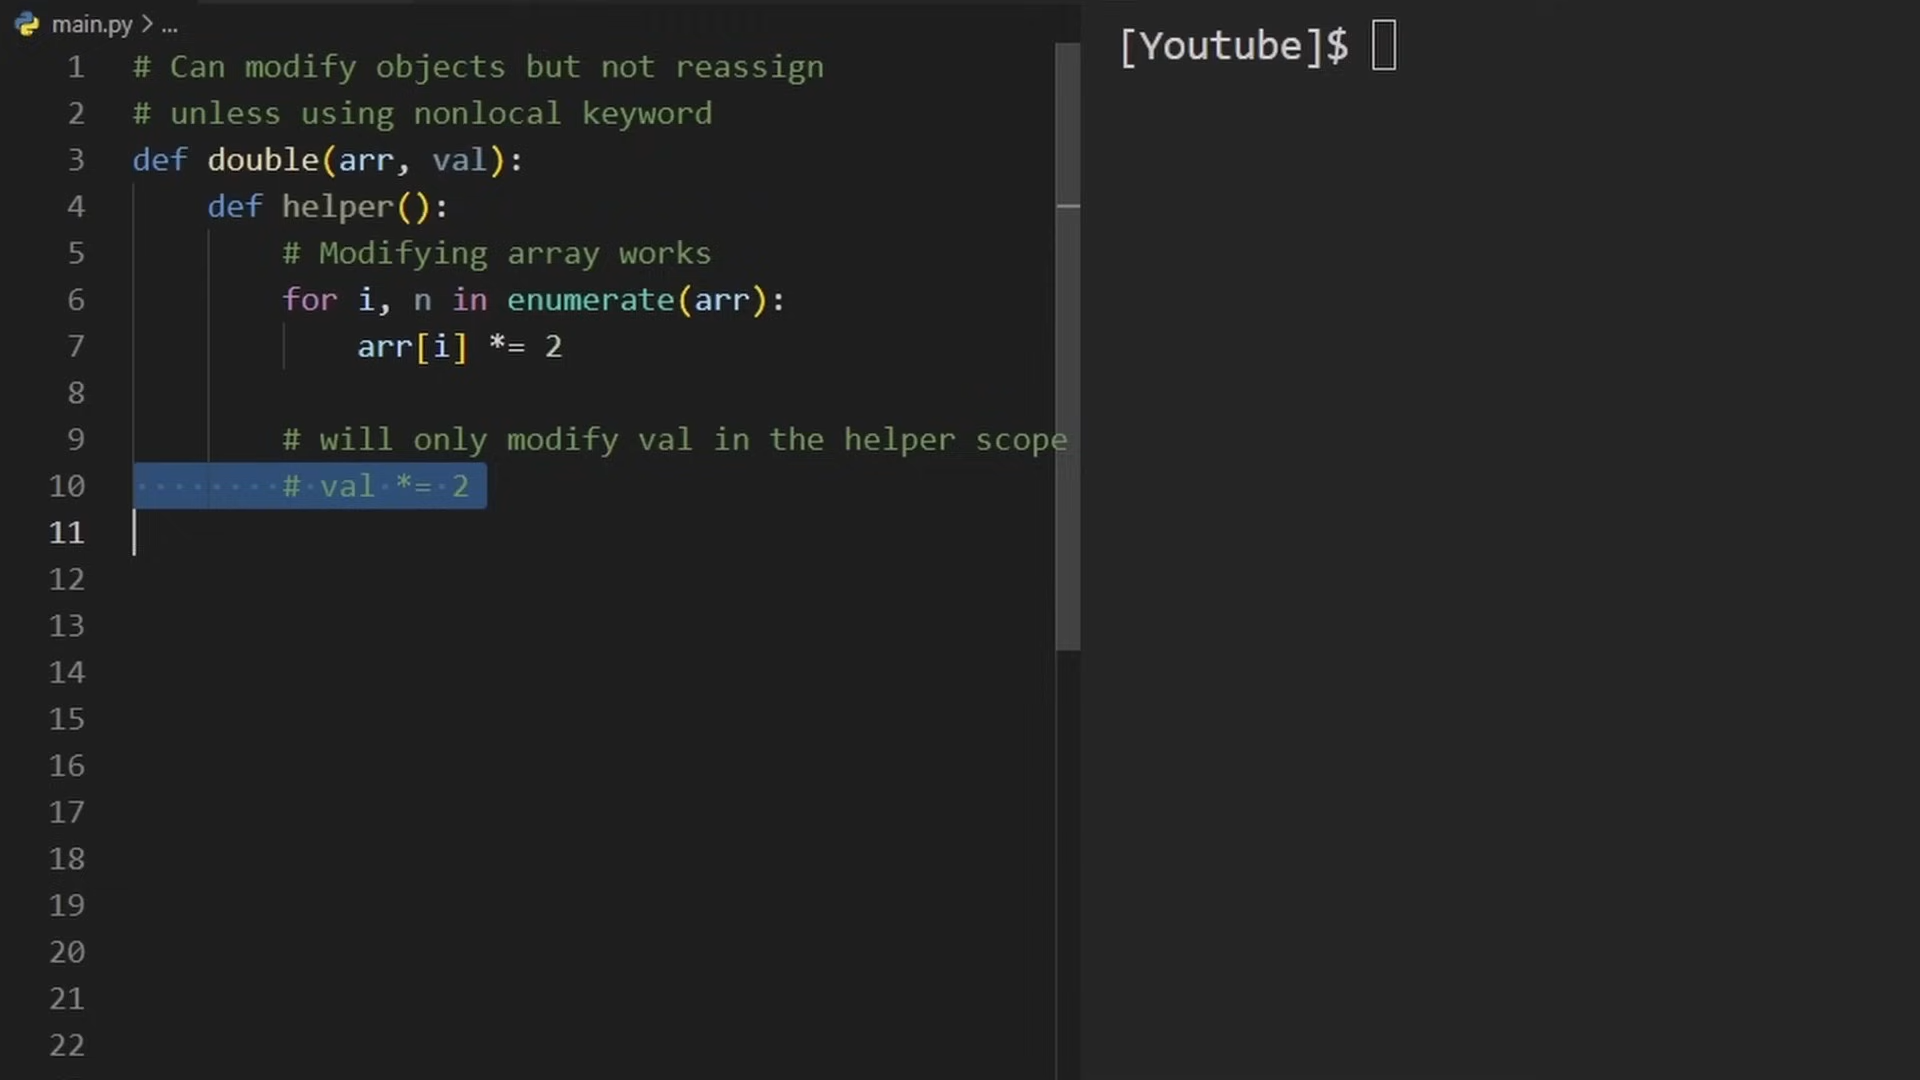 main.py > ...
1 # Can modify objects but not reassign
2 # unless using nonlocal keyword
3 def double(arr, val):
4 def helper():
5 # Modifying array works
6 for i, n in enumerate(arr):
7 arr[i] *= 2
8
9 # will only modify val in the helper scope
10 # val *= 2
11
12
13
14
15
16
17
18
19
20
21
22
[Youtube]$